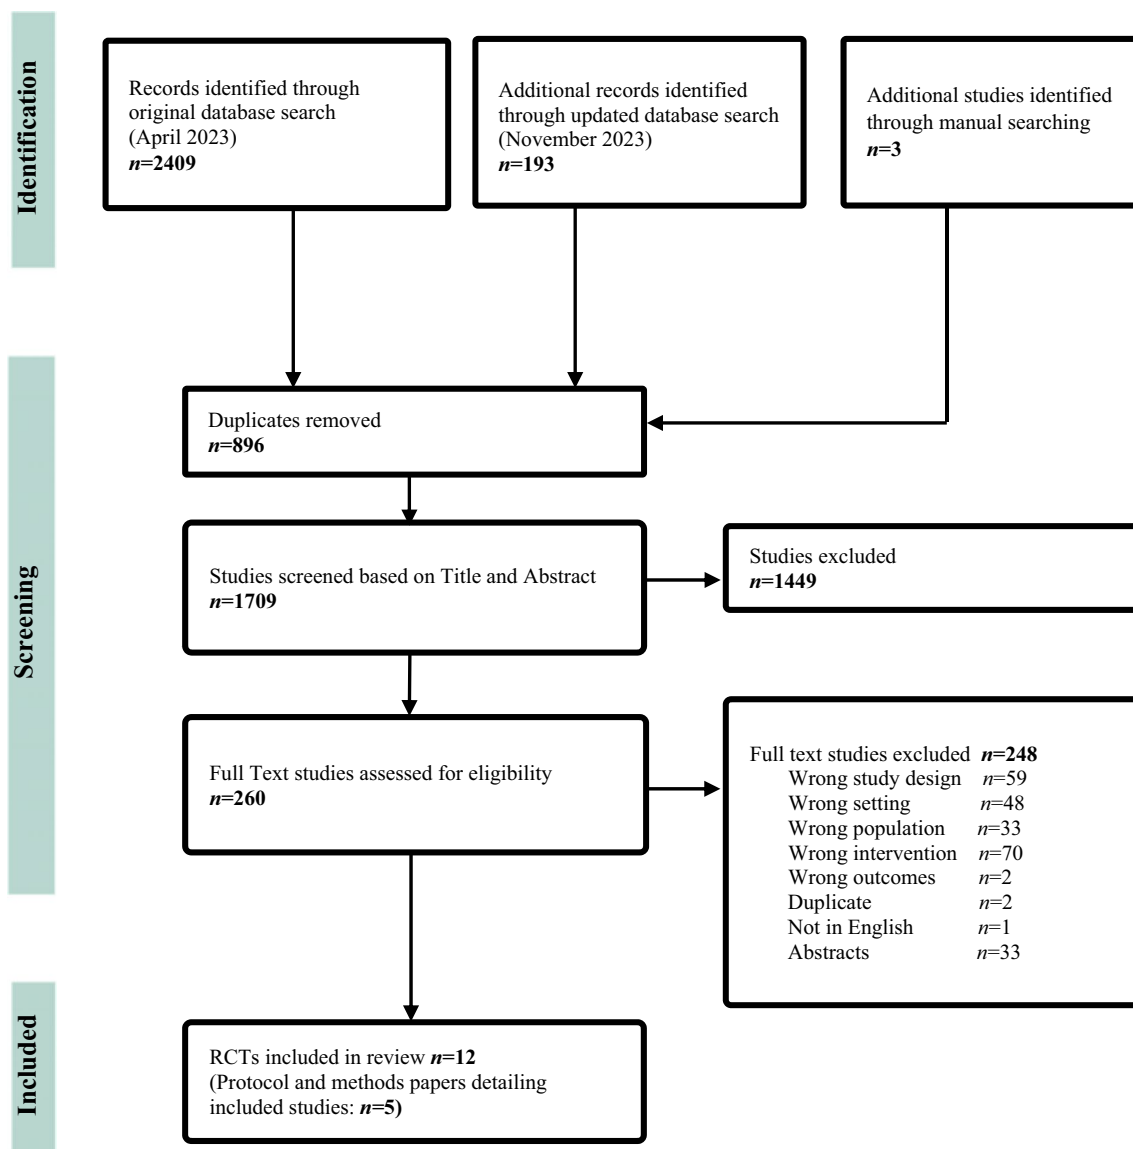 Identification
Records identified through
original database search
(April 2023)
n=2409
Additional records identified
through updated database search
(November 2023)
n=193
Additional studies identified
through manual searching
n=3
Screening
Duplicates removed
n=896
Studies screened based on Title and Abstract
n=1709
Studies excluded
n=1449
Full Text studies assessed for eligibility
n=260
Full text studies excluded n=248
Wrong study design n=59
Wrong setting n=48
Wrong population n=33
Wrong intervention n=70
Wrong outcomes n=2
Duplicate n=2
Not in English n=1
Abstracts n=33
Included
RCTs included in review n=12
(Protocol and methods papers detailing
included studies: n=5)